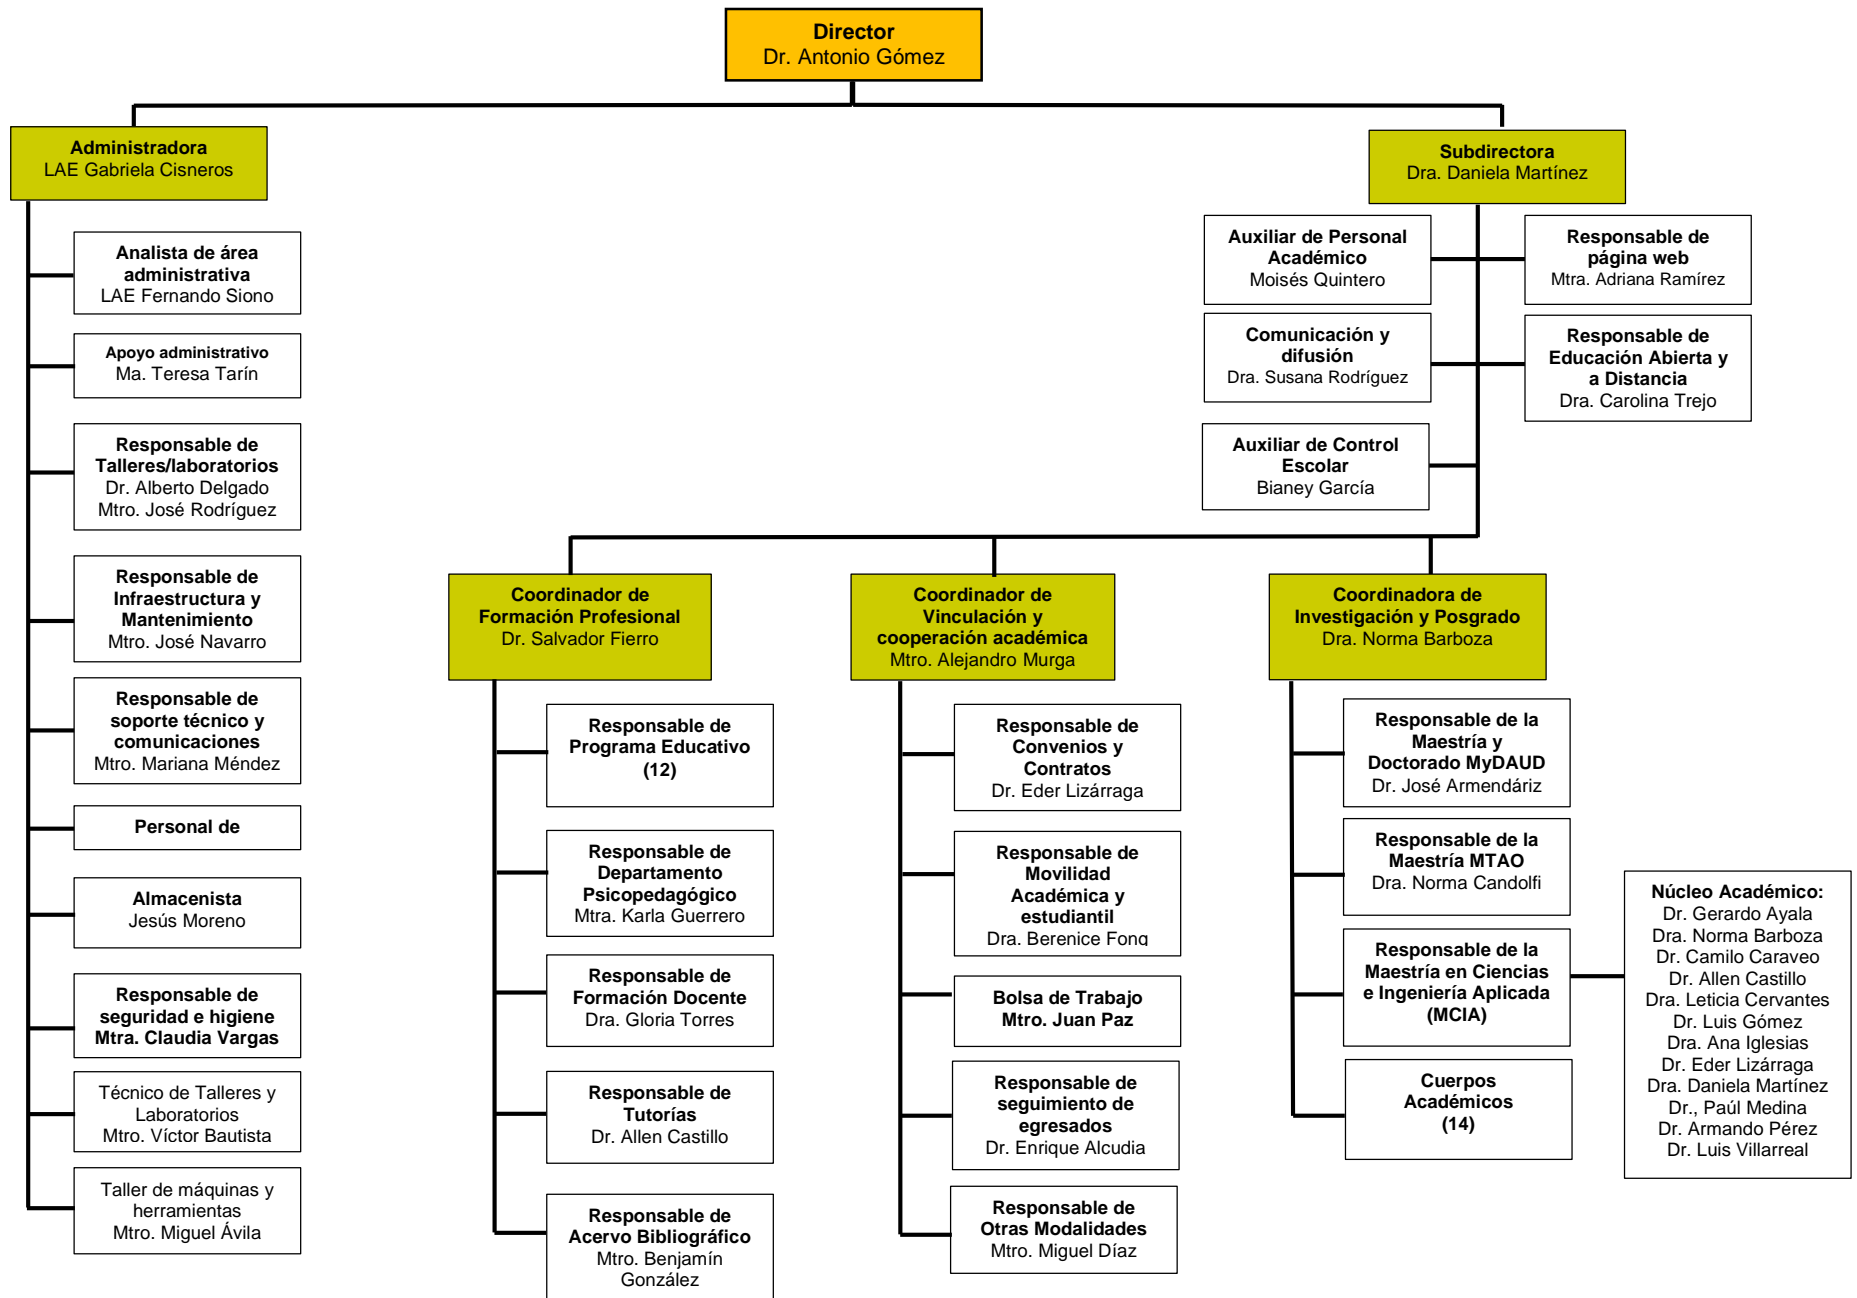 Director
Dr. Antonio Gómez
Administradora
LAE Gabriela Cisneros
Subdirectora
Dra. Daniela Martínez
Analista de área
administrativa
LAE Fernando Siono
Apoyo administrativo
Ma. Teresa Tarín
Responsable de
Talleres/laboratorios
Dr. Alberto Delgado
Mtro. José Rodríguez
Responsable de
Infraestructura y
Mantenimiento
Mtro. José Navarro
Responsable de
soporte técnico y
comunicaciones
Mtro. Mariana Méndez
Personal de
Almacenista
Jesús Moreno
Responsable de
seguridad e higiene
Mtra. Claudia Vargas
Técnico de Talleres y
Laboratorios
Mtro. Víctor Bautista
Taller de máquinas y
herramientas
Mtro. Miguel Ávila
Auxiliar de Personal
Académico
Moisés Quintero
Responsable de
página web
Mtra. Adriana Ramírez
Comunicación y
difusión
Dra. Susana Rodríguez
Responsable de
Educación Abierta y
a Distancia
Dra. Carolina Trejo
Auxiliar de Control
Escolar
Bianey García
Coordinador de
Formación Profesional
Dr. Salvador Fierro
Responsable de
Programa Educativo
(12)
Responsable de
Departamento
Psicopedagógico
Mtra. Karla Guerrero
Responsable de
Formación Docente
Dra. Gloria Torres
Responsable de
Tutorías
Dr. Allen Castillo
Responsable de
Acervo Bibliográfico
Mtro. Benjamín
González
Coordinador de
Vinculación y
cooperación académica
Mtro. Alejandro Murga
Responsable de
Convenios y
Contratos
Dr. Eder Lizárraga
Responsable de
Movilidad
Académica y
estudiantil
Dra. Berenice Fong
Bolsa de Trabajo
Mtro. Juan Paz
Responsable de
seguimiento de
egresados
Dr. Enrique Alcudia
Responsable de
Otras Modalidades
Mtro. Miguel Díaz
Coordinadora de
Investigación y Posgrado
Dra. Norma Barboza
Responsable de la
Maestría y
Doctorado MyDAUD
Dr. José Armendáriz
Responsable de la
Maestría MTAO
Dra. Norma Candolfi
Responsable de la
Maestría en Ciencias
e Ingeniería Aplicada
(MCIA)
Cuerpos
Académicos
(14)
Núcleo Académico:
Dr. Gerardo Ayala
Dra. Norma Barboza
Dr. Camilo Caraveo
Dr. Allen Castillo
Dra. Leticia Cervantes
Dr. Luis Gómez
Dra. Ana Iglesias
Dr. Eder Lizárraga
Dra. Daniela Martínez
Dr., Paúl Medina
Dr. Armando Pérez
Dr. Luis Villarreal